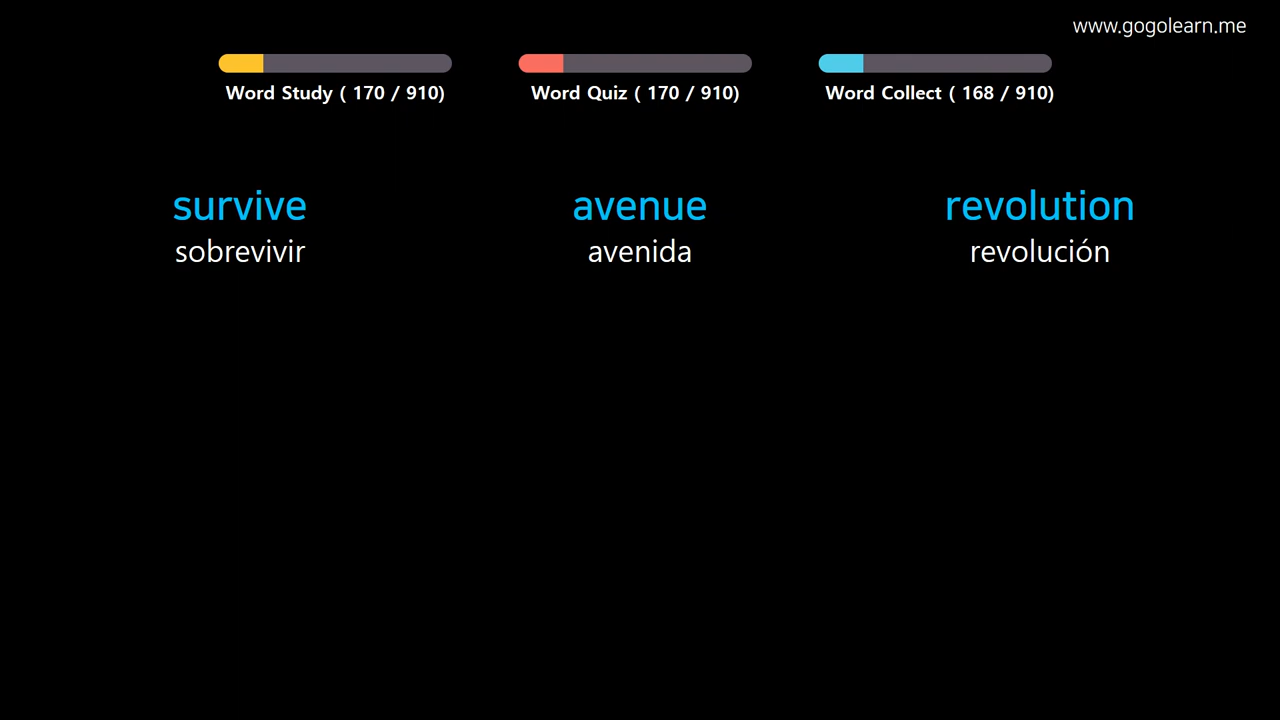 www.gogolearn.me
Word Study ( 170 / 910)
Word Quiz ( 170 / 910)
Word Collect ( 168 / 910)
survive
sobrevivir
avenue
avenida
revolution
revolución